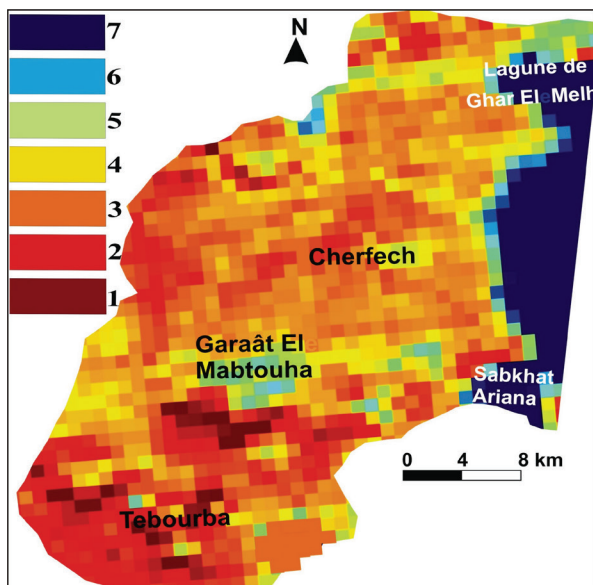 7
6
5
4
3
2
1
N
Lagune de
Ghar El Melh
Cherfech
Garaât El
Mabtouha
Sabkhat
Ariana
Tebourba
0 4 8 km